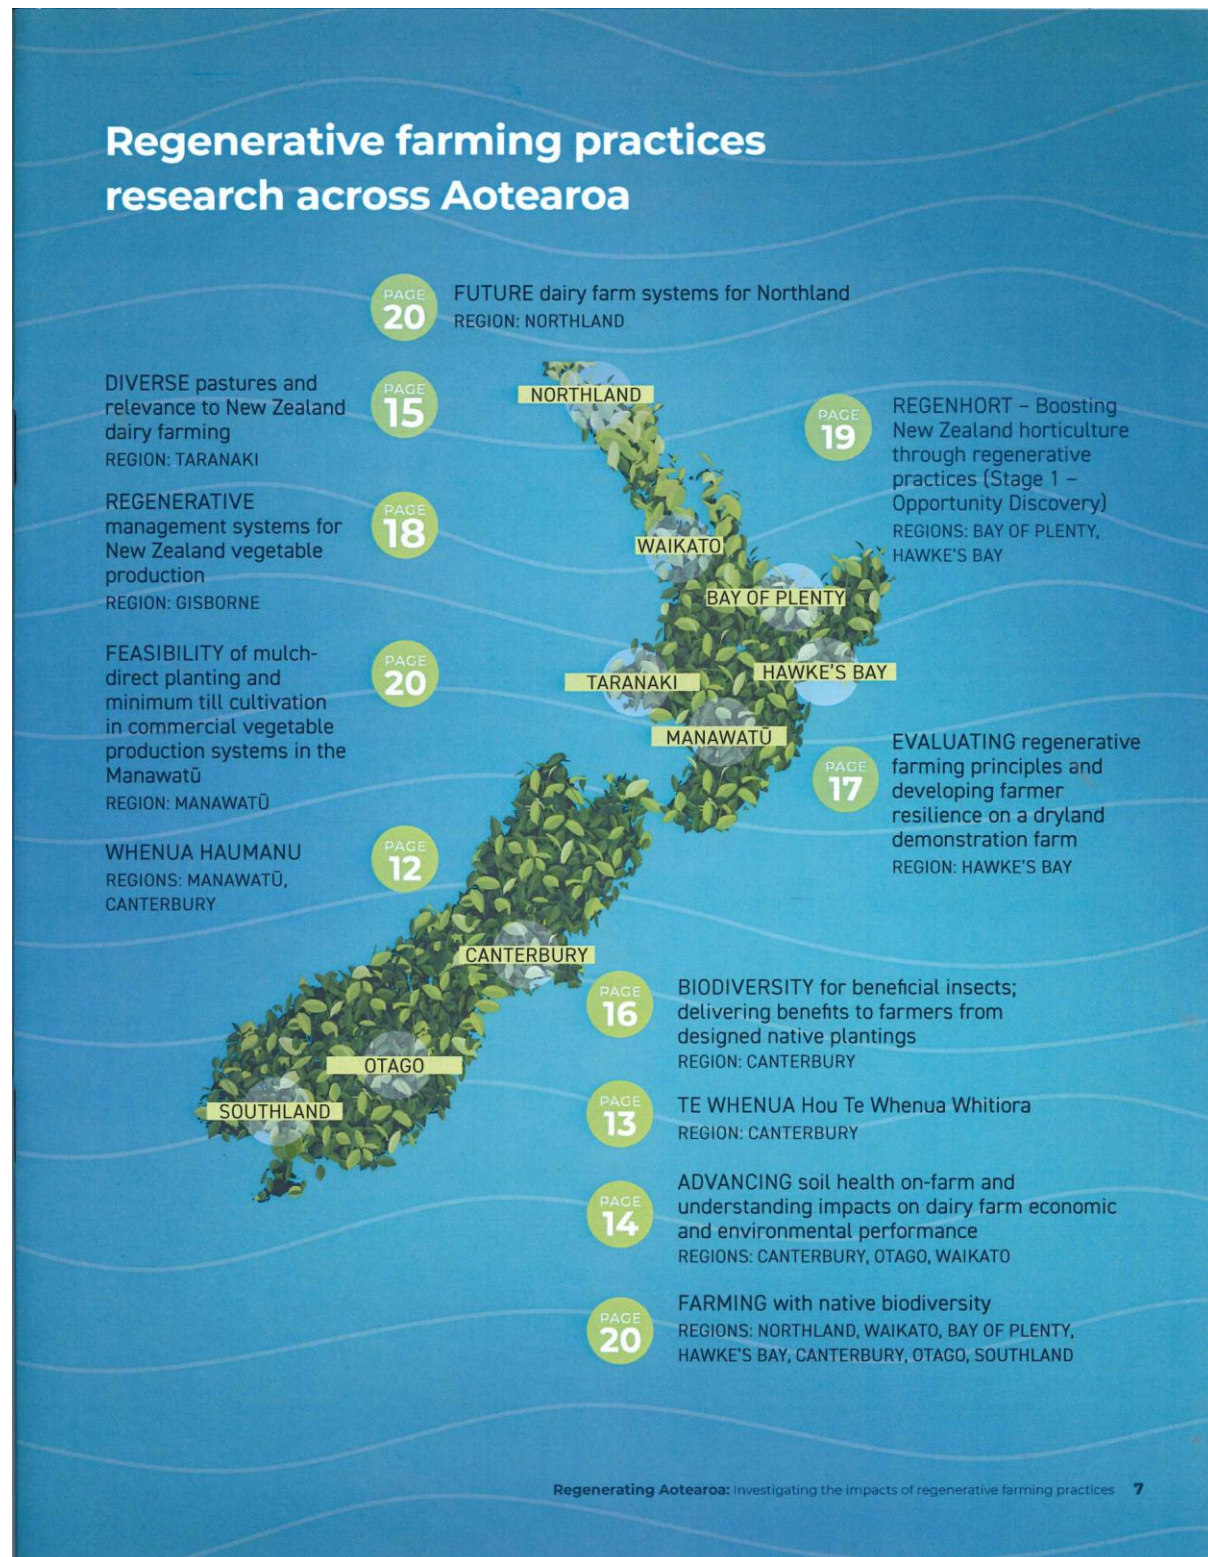 Regenerative farming practices
research across Aotearoa
PAGE
20
FUTURE dairy farm systems for Northland
REGION: NORTHLAND
DIVERSE pastures and
relevance to New Zealand
dairy farming
REGION: TARANAKI
PAGE
15
REGENERATIVE
management systems for
New Zealand vegetable
production
REGION: GISBORNE
PAGE
18
FEASIBILITY of mulch-
direct planting and
minimum till cultivation
in commercial vegetable
production systems in the
Manawatū
REGION: MANAWATŪ
PAGE
20
WHENUA HAUMANU
REGIONS: MANAWATŪ,
CANTERBURY
PAGE
12
NORTHLAND
WAIKATO
BAY OF PLENTY
TARANAKI
HAWKE'S BAY
MANAWATŪ
CANTERBURY
OTAGO
SOUTHLAND
PAGE
19
REGENHORT – Boosting
New Zealand horticulture
through regenerative
practices (Stage 1 –
Opportunity Discovery)
REGIONS: BAY OF PLENTY,
HAWKE'S BAY
PAGE
17
EVALUATING regenerative
farming principles and
developing farmer
resilience on a dryland
demonstration farm
REGION: HAWKE'S BAY
PAGE
16
BIODIVERSITY for beneficial insects;
delivering benefits to farmers from
designed native plantings
REGION: CANTERBURY
PAGE
13
TE WHENUA Hou Te Whenua Whitiora
REGION: CANTERBURY
PAGE
14
ADVANCING soil health on-farm and
understanding impacts on dairy farm economic
and environmental performance
REGIONS: CANTERBURY, OTAGO, WAIKATO
PAGE
20
FARMING with native biodiversity
REGIONS: NORTHLAND, WAIKATO, BAY OF PLENTY,
HAWKE'S BAY, CANTERBURY, OTAGO, SOUTHLAND
Regenerating Aotearoa: Investigating the impacts of regenerative farming practices 7